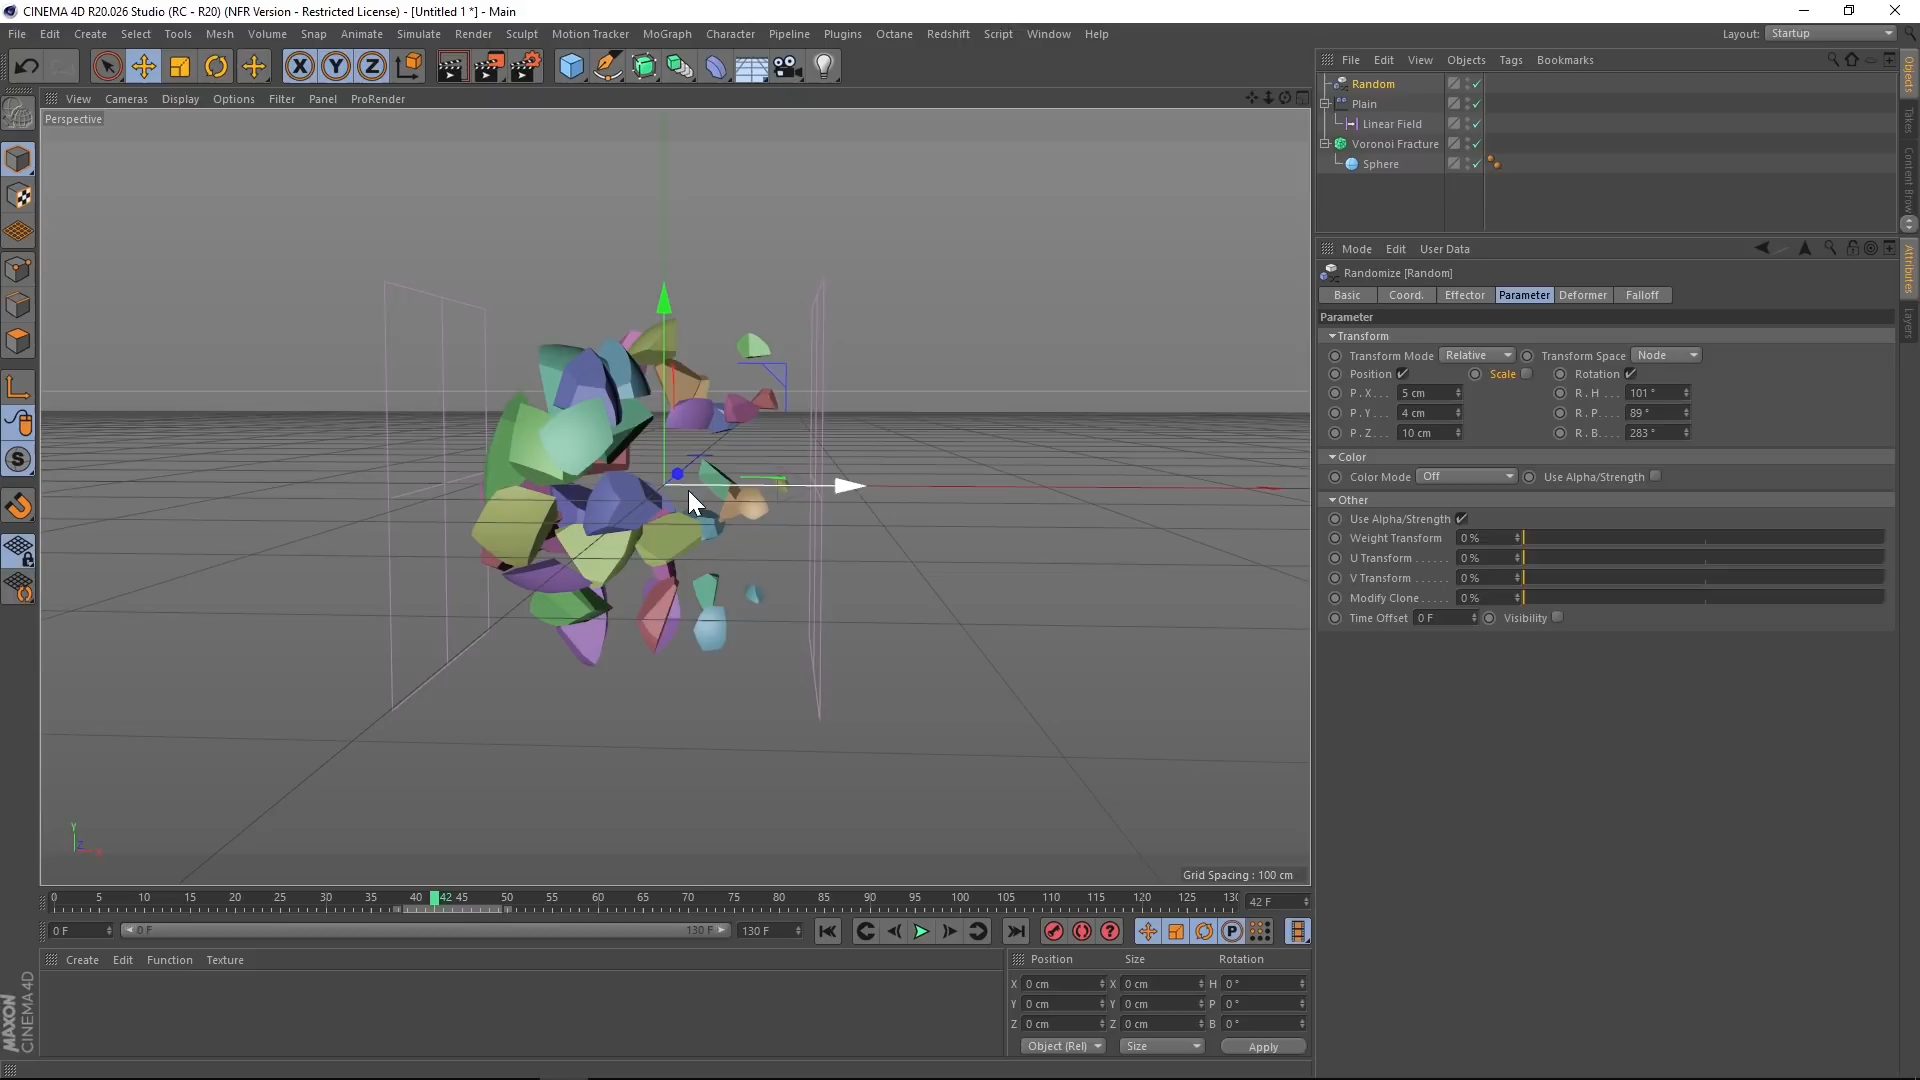 CINEMA 4D R20.026 Studio (RC - R20) (NFR Version - Restricted License) - [Untitled 1 *] - Main
File Edit Create Select Tools Mesh Volume Snap Animate Simulate Render Sculpt Motion Tracker MoGraph Character Pipeline Plugins Octane Redshift Script Window Help
Layout: Startup
X Y Z
View Cameras Display Options Filter Panel ProRender
Perspective
S
Y
Z
X
Grid Spacing : 100 cm
File Edit View Objects Tags Bookmarks
Random
Plain
Linear Field
Voronoi Fracture
Sphere
Objects
Takes
Content Brow
Attributes
Layers
Mode Edit User Data
Randomize [Random]
Basic Coord. Effector Parameter Deformer Falloff
Parameter
Transform
Transform Mode Relative Transform Space Node
Position Scale Rotation
P . X . . . 5 cm R . H . . . 101 °
P . Y . . . 4 cm R . P. . . . 89 °
P . Z . . . 10 cm R . B. . . . 283 °
Color
Color Mode Off Use Alpha/Strength
Other
Use Alpha/Strength
Weight Transform 0 %
U Transform . . . . . . 0 %
V Transform . . . . . . 0 %
Modify Clone . . . . . 0 %
Time Offset 0 F Visibility
0 5 10 15 20 25 30 35 40 42 45 50 55 60 65 70 75 80 85 90 95 100 105 110 115 120 125 130 42 F
0 F 0 F 130 F 130 F
P
Create Edit Function Texture
Position Size Rotation
X 0 cm X 0 cm H 0 °
Y 0 cm Y 0 cm P 0 °
Z 0 cm Z 0 cm B 0 °
Object (Rel) Size Apply
MAXON
CINEMA 4D